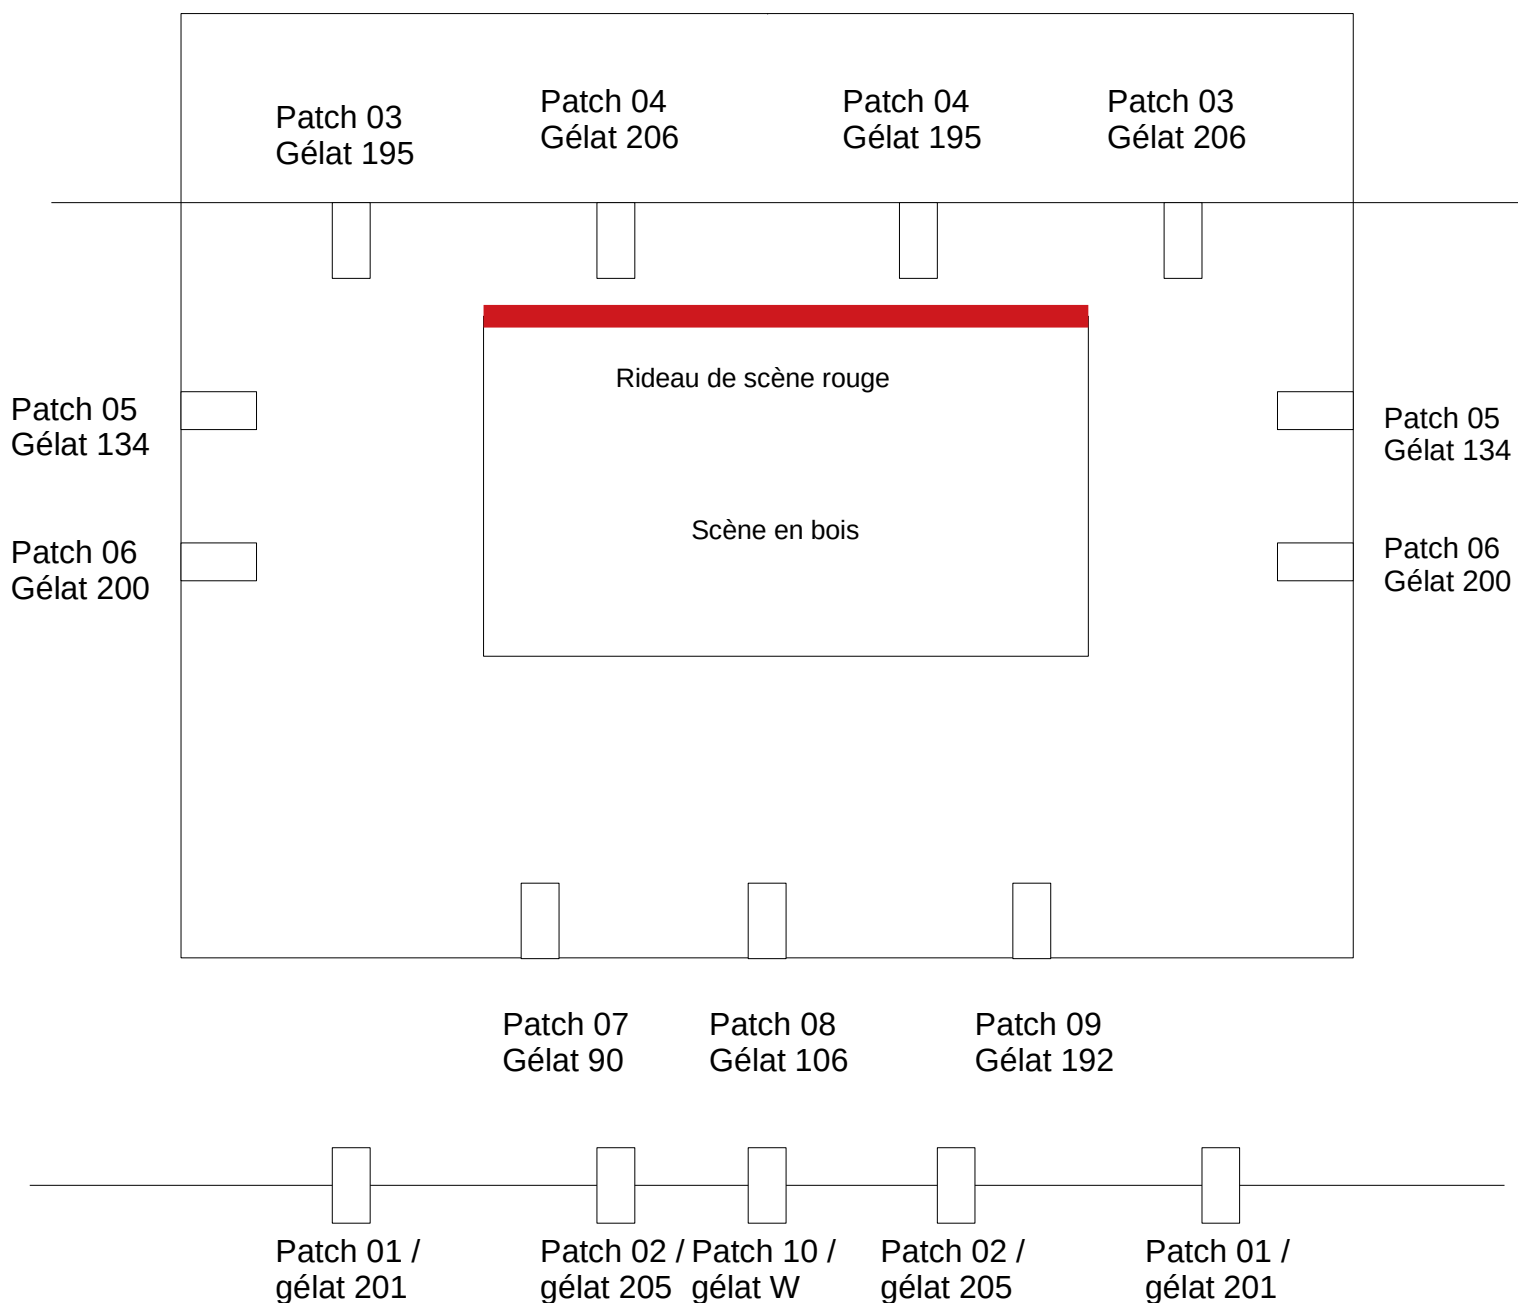 Patch 03
Gélat 195
Patch 04
Gélat 206
Patch 04
Gélat 195
Patch 03
Gélat 206
Rideau de scène rouge
Patch 05
Gélat 134
Patch 05
Gélat 134
Scène en bois
Patch 06
Gélat 200
Patch 06
Gélat 200
Patch 07
Gélat 90
Patch 08
Gélat 106
Patch 09
Gélat 192
Patch 01 /
gélat 201
Patch 02 /
gélat 205
Patch 10 /
gélat W
Patch 02 /
gélat 205
Patch 01 /
gélat 201